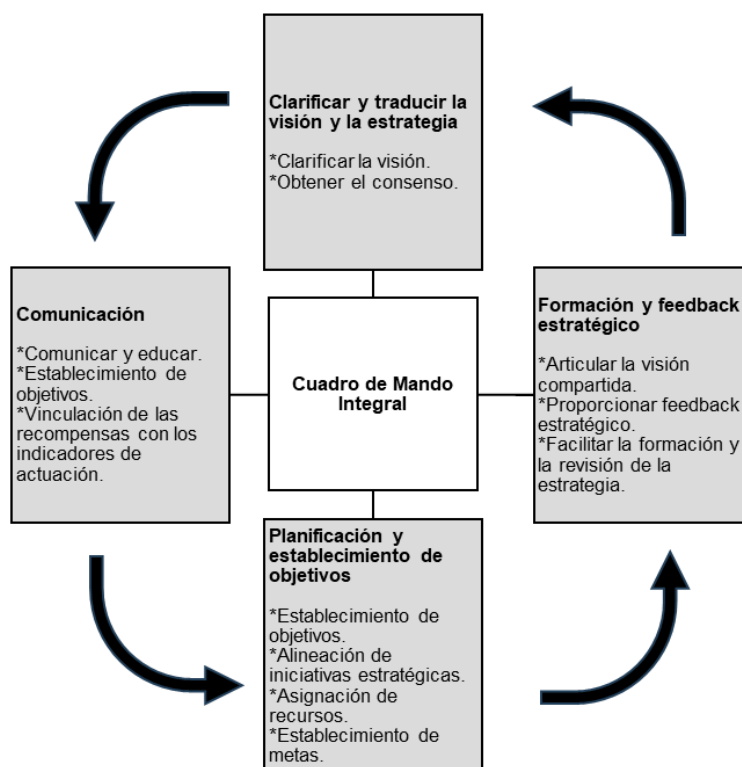 Clarificar y traducir la
visión y la estrategia
*Clarificar la visión.
*Obtener el consenso.
Comunicación
*Comunicar y educar.
*Establecimiento de
objetivos.
*Vinculación de las
recompensas con los
indicadores de
actuación.
Cuadro de Mando
Integral
Formación y feedback
estratégico
*Articular la visión
compartida.
*Proporcionar feedback
estratégico.
*Facilitar la formación y
la revisión de la
estrategia.
Planificación y
establecimiento de
objetivos
*Establecimiento de
objetivos.
*Alineación de
iniciativas estratégicas.
*Asignación de
recursos.
*Establecimiento de
metas.